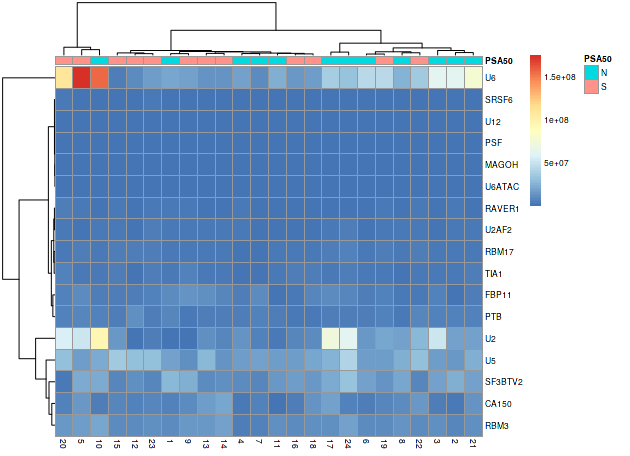 PSA50
PSA50
N
S
1.5e+08
1e+08
5e+07
U6
SRSF6
U12
PSF
MAGOH
U6ATAC
RAVER1
U2AF2
RBM17
TIA1
FBP11
PTB
U2
U5
SF3BTV2
CA150
RBM3
20 5 10 15 12 23 1 9 13 14 4 7 11 16 18 17 24 6 19 8 22 3 2 21